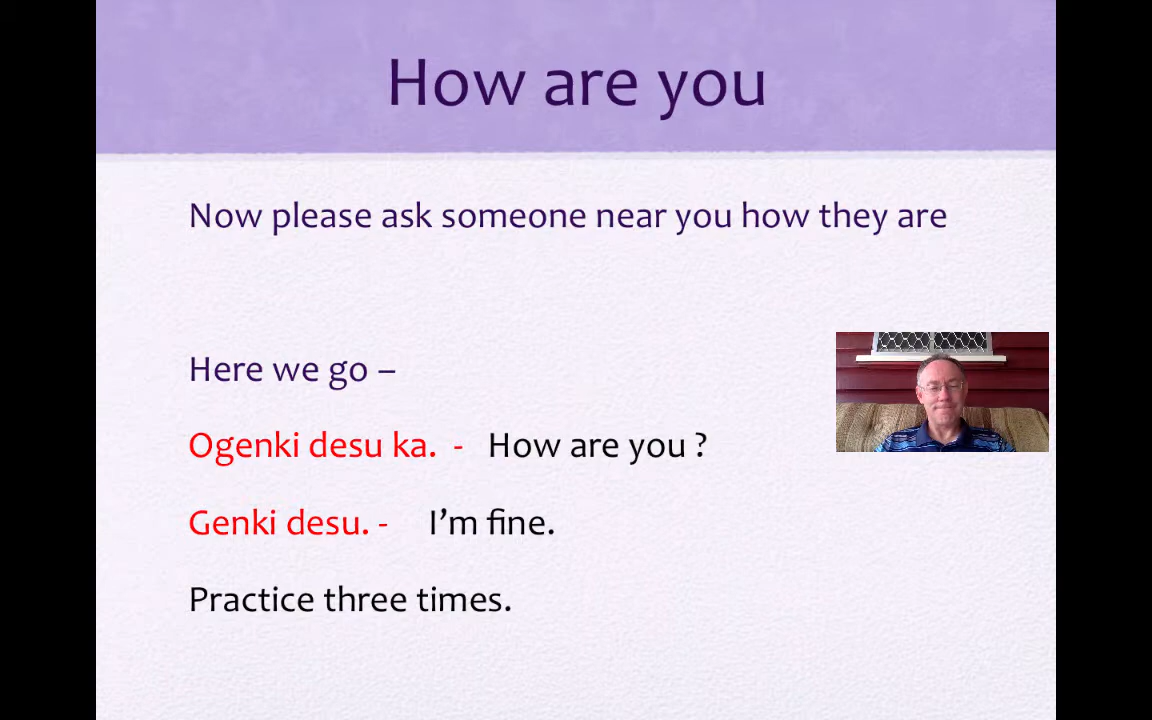 How are you
Now please ask someone near you how they are
Here we go –
Ogenki desu ka. - How are you ?
Genki desu. - I’m fine.
Practice three times.